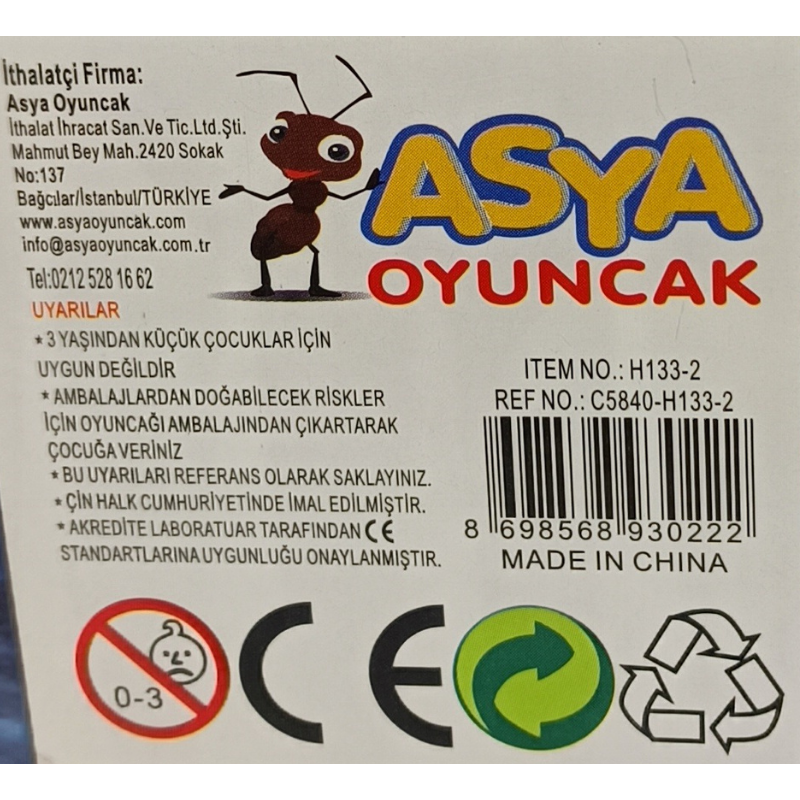 İthalatçi Firma:
Asya Oyuncak
İthalat İhracat San.Ve Tic.Ltd.Şti.
Mahmut Bey Mah.2420 Sokak
No:137
Bağcılar/İstanbul/TÜRKİYE
www.asyaoyuncak.com
info@asyaoyuncak.com.tr
Tel:0212 528 16 62
ASYA
OYUNCAK
UYARILAR
* 3 YAŞINDAN KÜÇÜK ÇOCUKLAR İÇİN
UYGUN DEĞİLDİR
* AMBALAJLARDAN DOĞABİLECEK RİSKLER
İÇİN OYUNCAĞI AMBALAJINDAN ÇIKARTARAK
ÇOCUĞA VERİNİZ
* BU UYARILARI REFERANS OLARAK SAKLAYINIZ.
* ÇİN HALK CUMHURİYETİNDE İMAL EDİLMİŞTİR.
* AKREDİTE LABORATUAR TARAFINDAN CE
STANDARTLARINA UYGUNLUĞU ONAYLANMIŞTIR.
ITEM NO.: H133-2
REF NO.: C5840-H133-2
8 698568 930222
MADE IN CHINA
0-3
CE